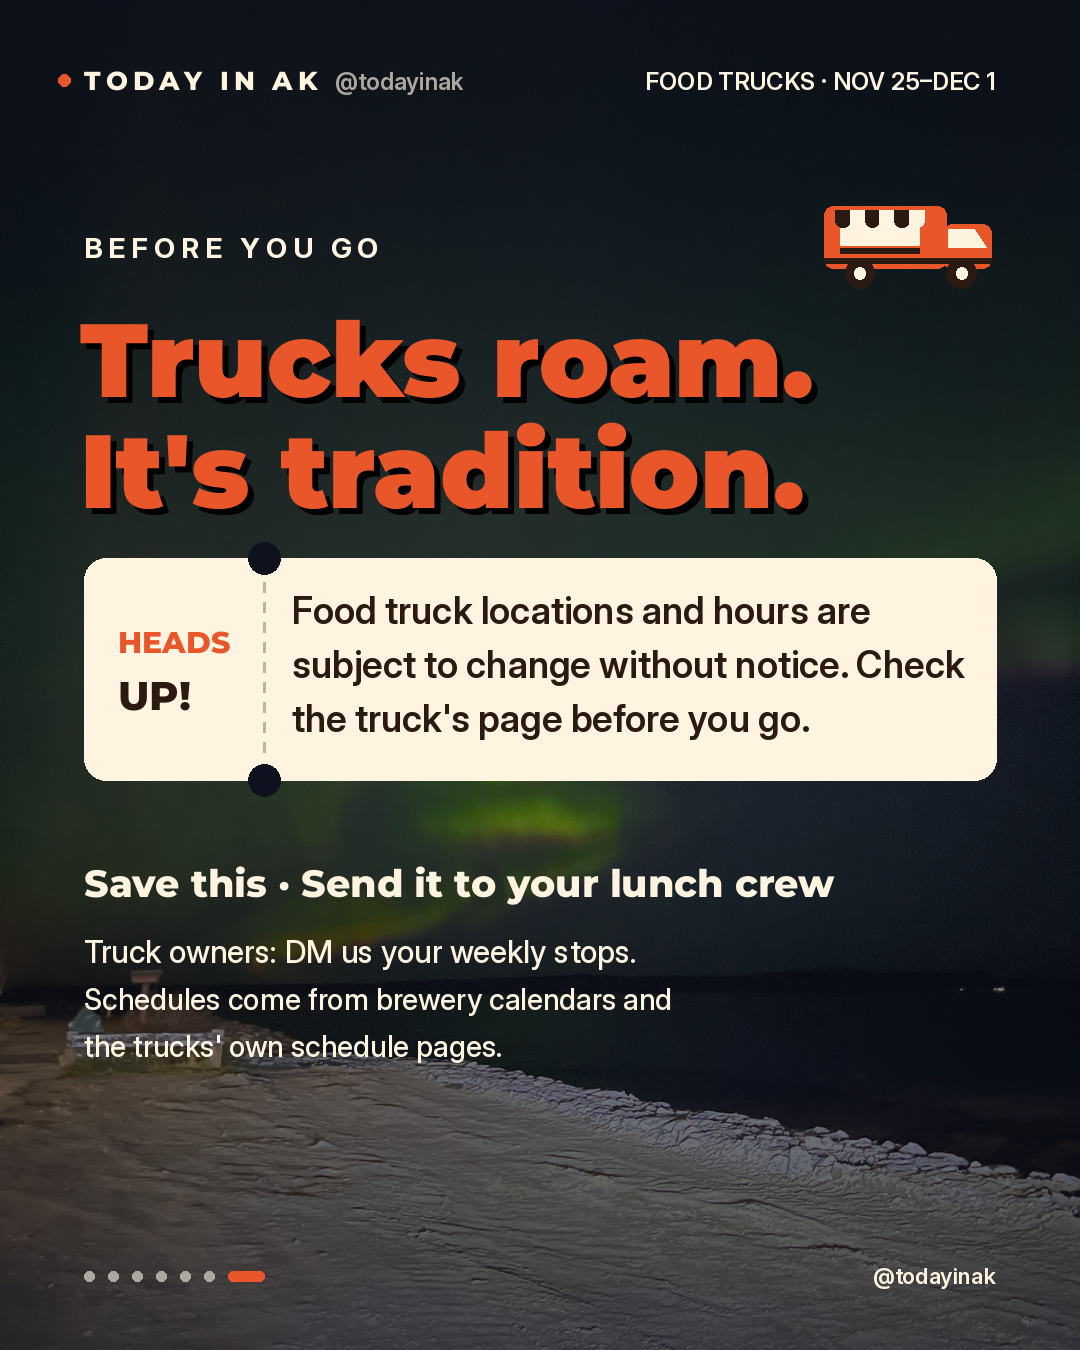 TODAY IN AK @todayinak
FOOD TRUCKS · NOV 25–DEC 1
BEFORE YOU GO
Trucks roam.
It's tradition.
HEADS
UP!
Food truck locations and hours are
subject to change without notice. Check
the truck's page before you go.
Save this · Send it to your lunch crew
Truck owners: DM us your weekly stops.
Schedules come from brewery calendars and
the trucks' own schedule pages.
@todayinak